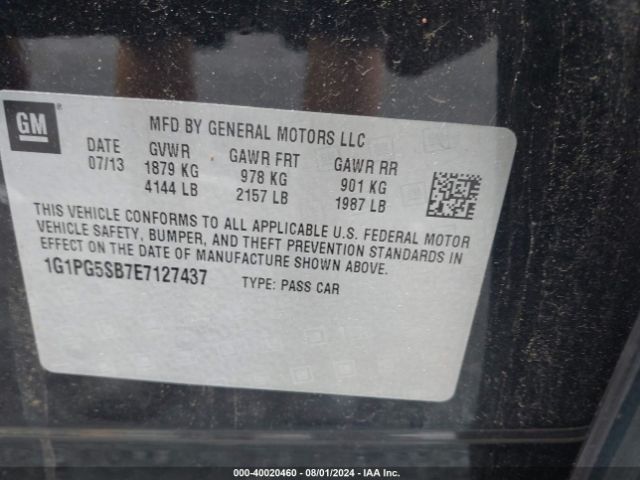 GM®
MFD BY GENERAL MOTORS LLC
DATE GVWR GAWR FRT GAWR RR
07/13 1879 KG 978 KG 901 KG
4144 LB 2157 LB 1987 LB
THIS VEHICLE CONFORMS TO ALL APPLICABLE U.S. FEDERAL MOTOR
VEHICLE SAFETY, BUMPER, AND THEFT PREVENTION STANDARDS IN
EFFECT ON THE DATE OF MANUFACTURE SHOWN ABOVE.
1G1PG5SB7E7127437 TYPE: PASS CAR
000-40020460 - 08/01/2024 - IAA Inc.